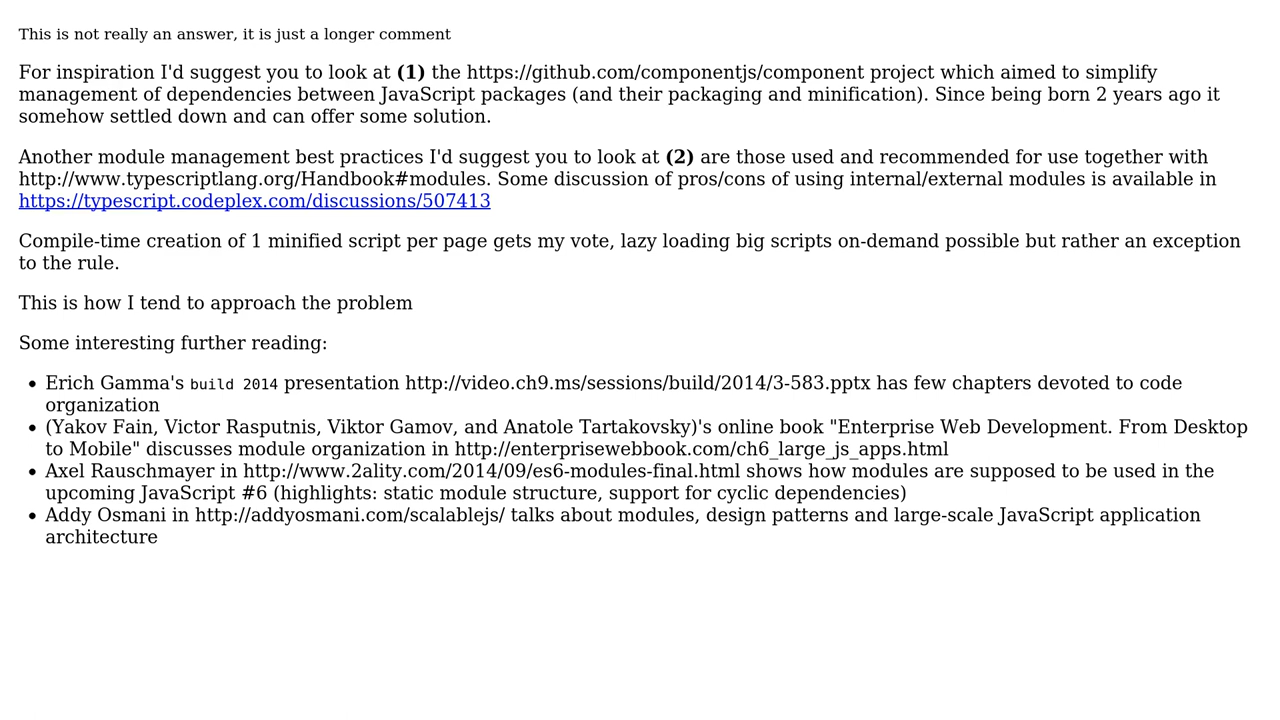 This is not really an answer, it is just a longer comment
For inspiration I'd suggest you to look at (1) the https://github.com/componentjs/component project which aimed to simplify
management of dependencies between JavaScript packages (and their packaging and minification). Since being born 2 years ago it
somehow settled down and can offer some solution.
Another module management best practices I'd suggest you to look at (2) are those used and recommended for use together with
http://www.typescriptlang.org/Handbook#modules. Some discussion of pros/cons of using internal/external modules is available in
https://typescript.codeplex.com/discussions/507413
Compile-time creation of 1 minified script per page gets my vote, lazy loading big scripts on-demand possible but rather an exception
to the rule.
This is how I tend to approach the problem
Some interesting further reading:
• Erich Gamma's build 2014 presentation http://video.ch9.ms/sessions/build/2014/3-583.pptx has few chapters devoted to code
organization
• (Yakov Fain, Victor Rasputnis, Viktor Gamov, and Anatole Tartakovsky)'s online book "Enterprise Web Development. From Desktop
to Mobile" discusses module organization in http://enterprisewebbook.com/ch6_large_js_apps.html
• Axel Rauschmayer in http://www.2ality.com/2014/09/es6-modules-final.html shows how modules are supposed to be used in the
upcoming JavaScript #6 (highlights: static module structure, support for cyclic dependencies)
• Addy Osmani in http://addyosmani.com/scalablejs/ talks about modules, design patterns and large-scale JavaScript application
architecture